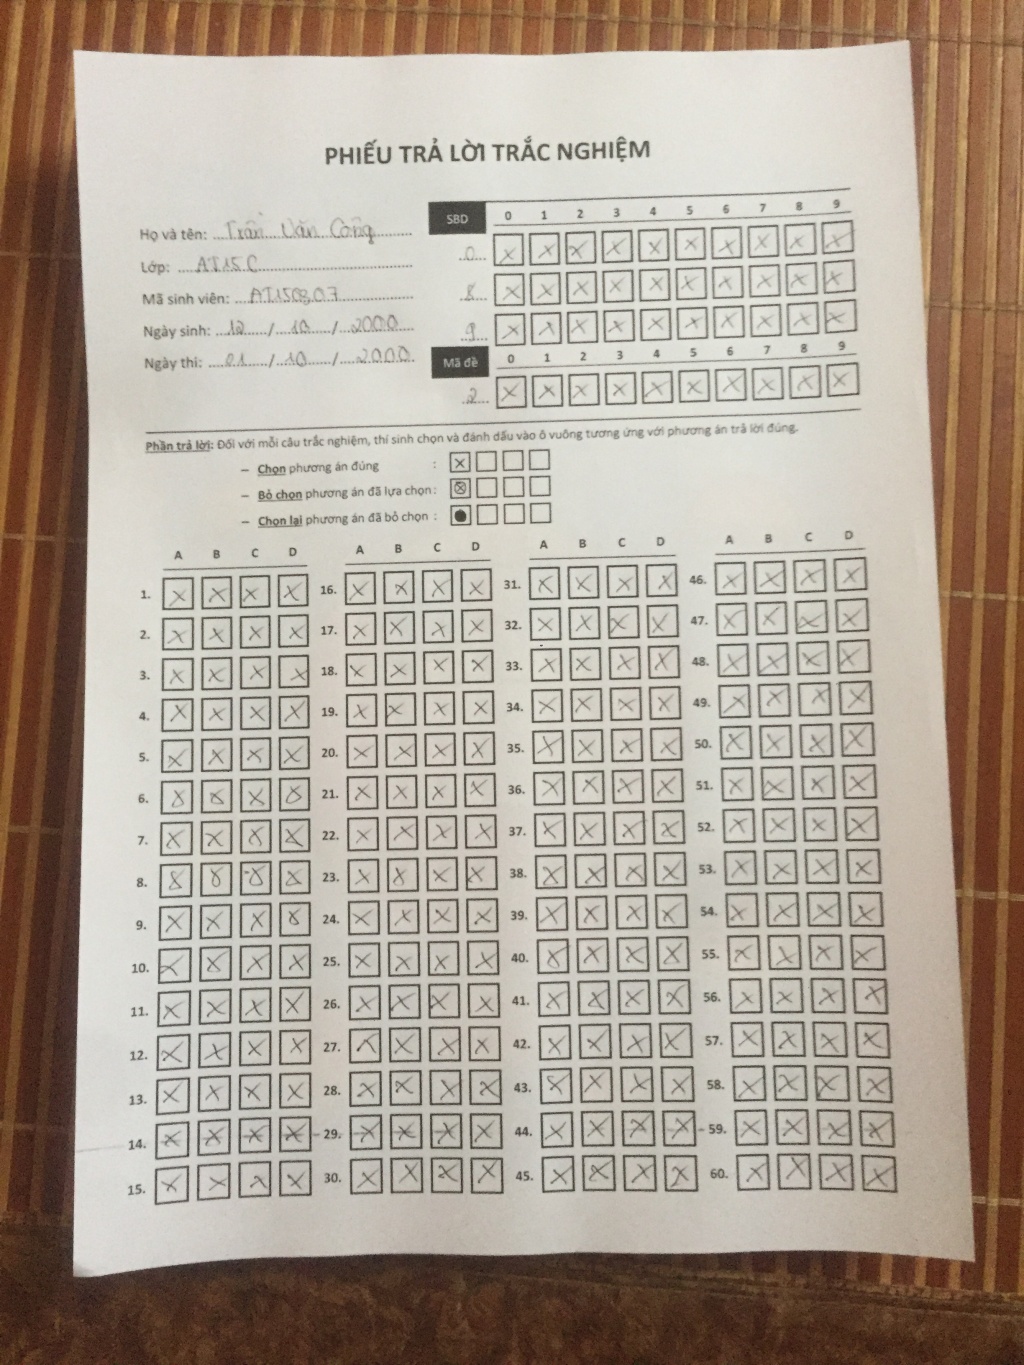 PHIẾU TRẢ LỜI TRẮC NGHIỆM
Họ và tên: Trần Văn Công
Lớp: AT15C
Mã sinh viên: AT150807
Ngày sinh: 12/10/2000
Ngày thi: 01/10/2000
SBD 0 1 2 3 4 5 6 7 8 9
0
8
9
Mã đề 0 1 2 3 4 5 6 7 8 9
2
Phần trả lời: Đối với mỗi câu trắc nghiệm, thí sinh chọn và đánh dấu vào ô vuông tương ứng với phương án trả lời đúng.
– Chọn phương án đúng :
– Bỏ chọn phương án đã lựa chọn :
– Chọn lại phương án đã bỏ chọn :
A B C D A B C D A B C D A B C D
1. 16. 31. 46.
2. 17. 32. 47.
3. 18. 33. 48.
4. 19. 34. 49.
5. 20. 35. 50.
6. 21. 36. 51.
7. 22. 37. 52.
8. 23. 38. 53.
9. 24. 39. 54.
10. 25. 40. 55.
11. 26. 41. 56.
12. 27. 42. 57.
13. 28. 43. 58.
14. 29. 44. 59.
15. 30. 45. 60.